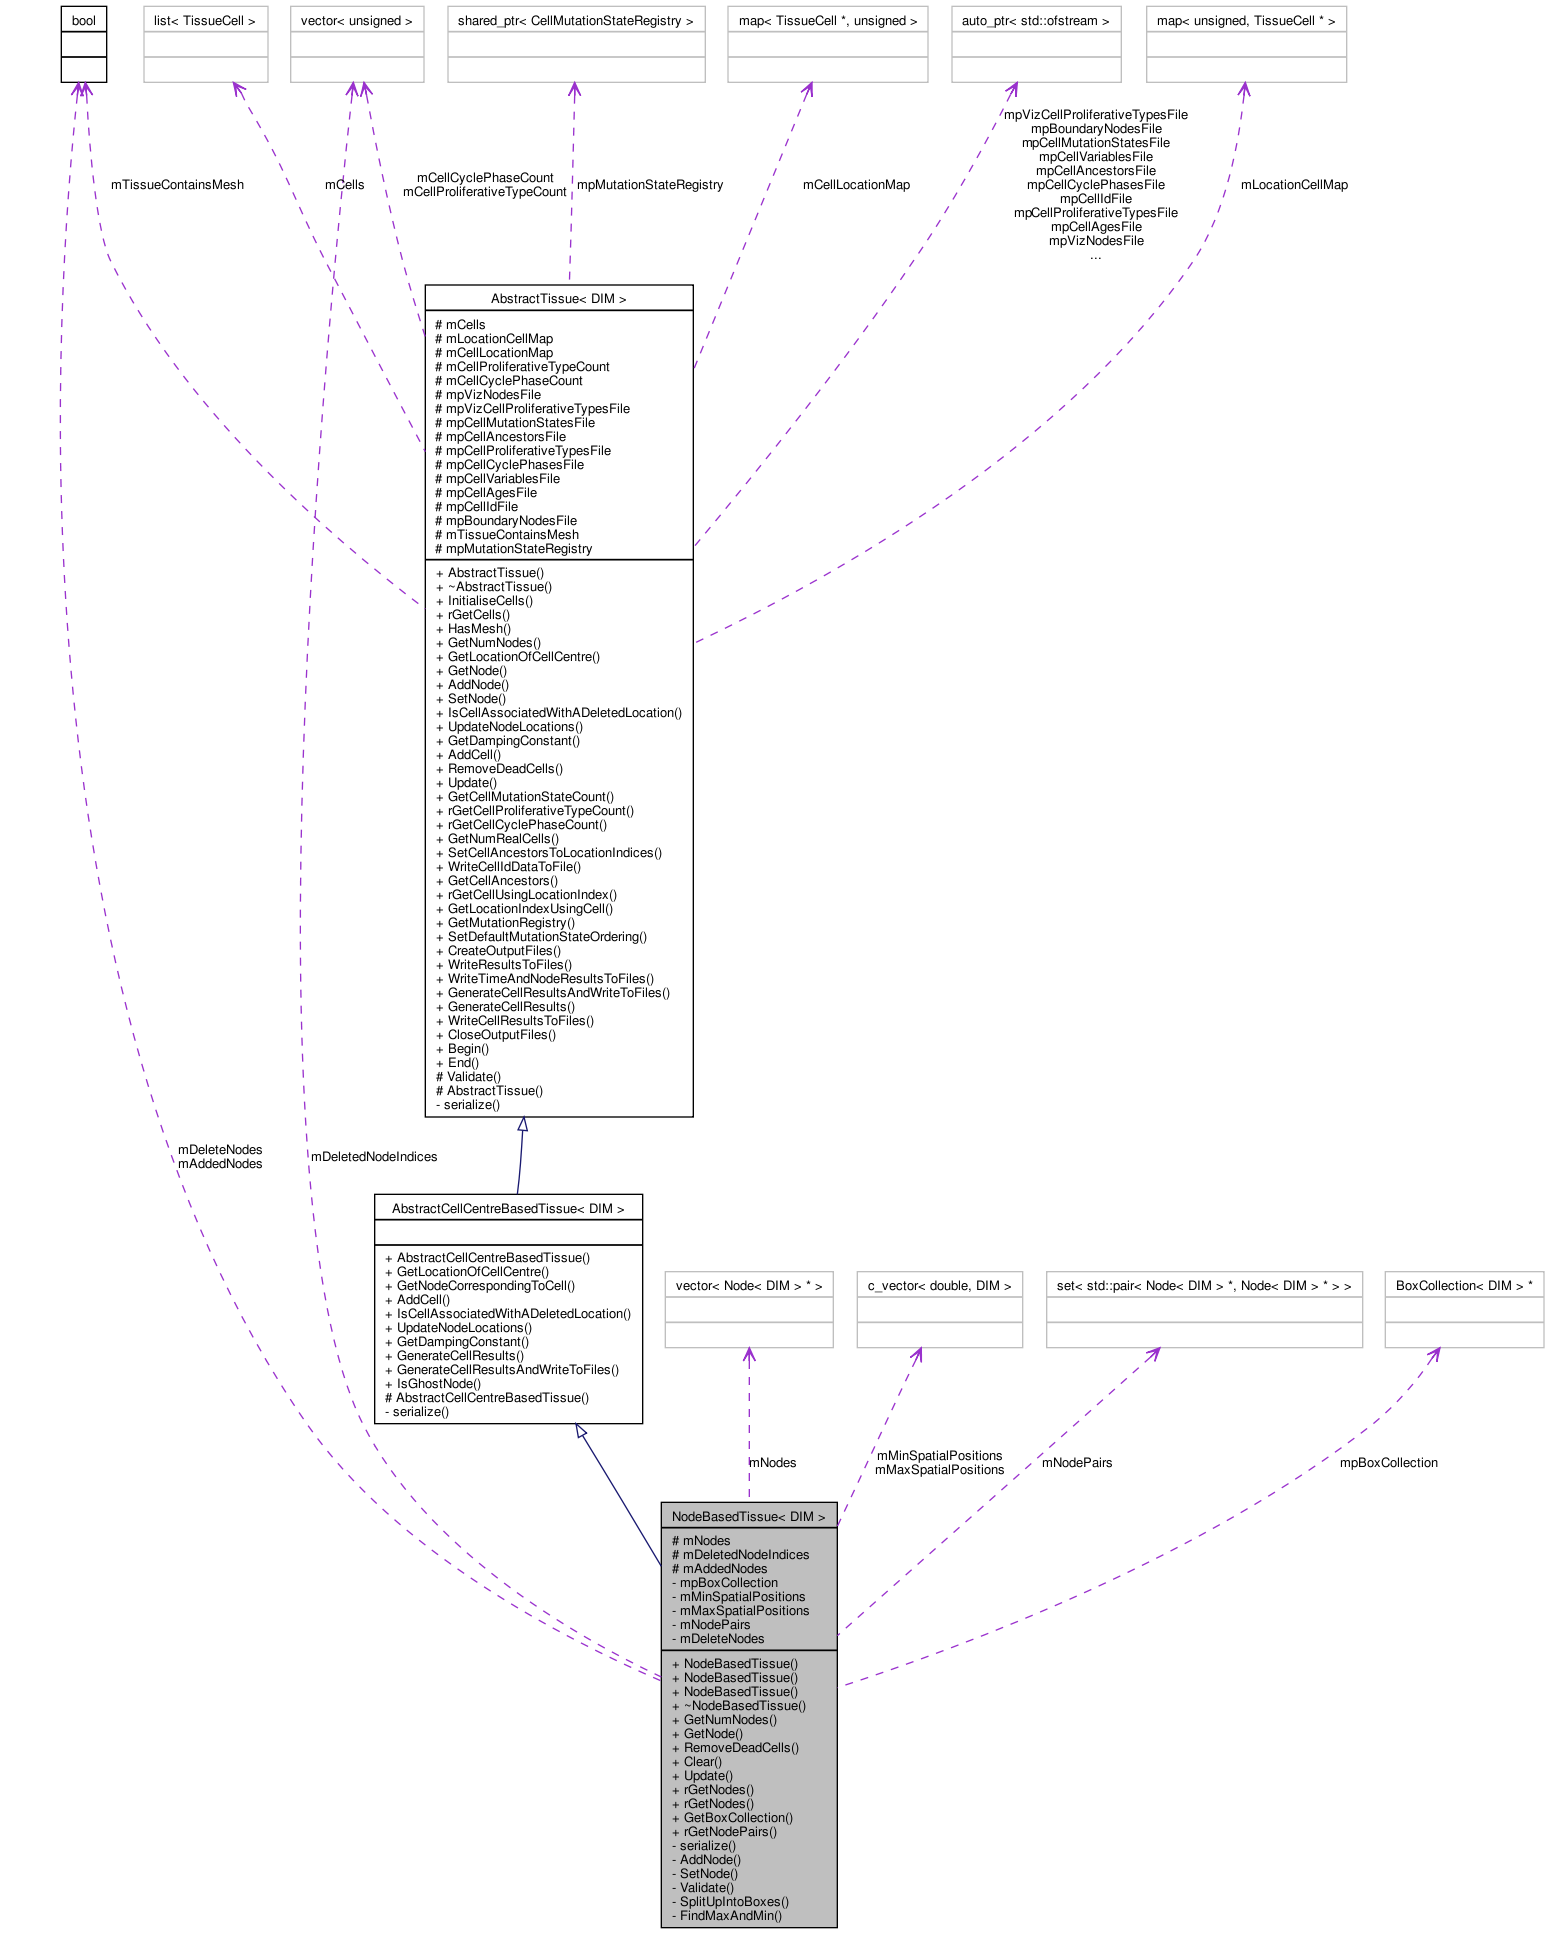 bool
list< TissueCell >
vector< unsigned >
shared_ptr< CellMutationStateRegistry >
map< TissueCell *, unsigned >
auto_ptr< std::ofstream >
map< unsigned, TissueCell * >
mTissueContainsMesh
mCells
mCellCyclePhaseCount
mCellProliferativeTypeCount
mpMutationStateRegistry
mCellLocationMap
mpVizCellProliferativeTypesFile
mpBoundaryNodesFile
mpCellMutationStatesFile
mpCellVariablesFile
mpCellAncestorsFile
mpCellCyclePhasesFile
mpCellIdFile
mpCellProliferativeTypesFile
mpCellAgesFile
mpVizNodesFile
...
mLocationCellMap
AbstractTissue< DIM >
# mCells
# mLocationCellMap
# mCellLocationMap
# mCellProliferativeTypeCount
# mCellCyclePhaseCount
# mpVizNodesFile
# mpVizCellProliferativeTypesFile
# mpCellMutationStatesFile
# mpCellAncestorsFile
# mpCellProliferativeTypesFile
# mpCellCyclePhasesFile
# mpCellVariablesFile
# mpCellAgesFile
# mpCellIdFile
# mpBoundaryNodesFile
# mTissueContainsMesh
# mpMutationStateRegistry
+ AbstractTissue()
+ ~AbstractTissue()
+ InitialiseCells()
+ rGetCells()
+ HasMesh()
+ GetNumNodes()
+ GetLocationOfCellCentre()
+ GetNode()
+ AddNode()
+ SetNode()
+ IsCellAssociatedWithADeletedLocation()
+ UpdateNodeLocations()
+ GetDampingConstant()
+ AddCell()
+ RemoveDeadCells()
+ Update()
+ GetCellMutationStateCount()
+ rGetCellProliferativeTypeCount()
+ rGetCellCyclePhaseCount()
+ GetNumRealCells()
+ SetCellAncestorsToLocationIndices()
+ WriteCellIdDataToFile()
+ GetCellAncestors()
+ rGetCellUsingLocationIndex()
+ GetLocationIndexUsingCell()
+ GetMutationRegistry()
+ SetDefaultMutationStateOrdering()
+ CreateOutputFiles()
+ WriteResultsToFiles()
+ WriteTimeAndNodeResultsToFiles()
+ GenerateCellResultsAndWriteToFiles()
+ GenerateCellResults()
+ WriteCellResultsToFiles()
+ CloseOutputFiles()
+ Begin()
+ End()
# Validate()
# AbstractTissue()
- serialize()
mDeleteNodes
mAddedNodes
mDeletedNodeIndices
AbstractCellCentreBasedTissue< DIM >
+ AbstractCellCentreBasedTissue()
+ GetLocationOfCellCentre()
+ GetNodeCorrespondingToCell()
+ AddCell()
+ IsCellAssociatedWithADeletedLocation()
+ UpdateNodeLocations()
+ GetDampingConstant()
+ GenerateCellResults()
+ GenerateCellResultsAndWriteToFiles()
+ IsGhostNode()
# AbstractCellCentreBasedTissue()
- serialize()
vector< Node< DIM > * >
c_vector< double, DIM >
set< std::pair< Node< DIM > *, Node< DIM > * > >
BoxCollection< DIM > *
mNodes
mMinSpatialPositions
mMaxSpatialPositions
mNodePairs
mpBoxCollection
NodeBasedTissue< DIM >
# mNodes
# mDeletedNodeIndices
# mAddedNodes
- mpBoxCollection
- mMinSpatialPositions
- mMaxSpatialPositions
- mNodePairs
- mDeleteNodes
+ NodeBasedTissue()
+ NodeBasedTissue()
+ NodeBasedTissue()
+ ~NodeBasedTissue()
+ GetNumNodes()
+ GetNode()
+ RemoveDeadCells()
+ Clear()
+ Update()
+ rGetNodes()
+ rGetNodes()
+ GetBoxCollection()
+ rGetNodePairs()
- serialize()
- AddNode()
- SetNode()
- Validate()
- SplitUpIntoBoxes()
- FindMaxAndMin()